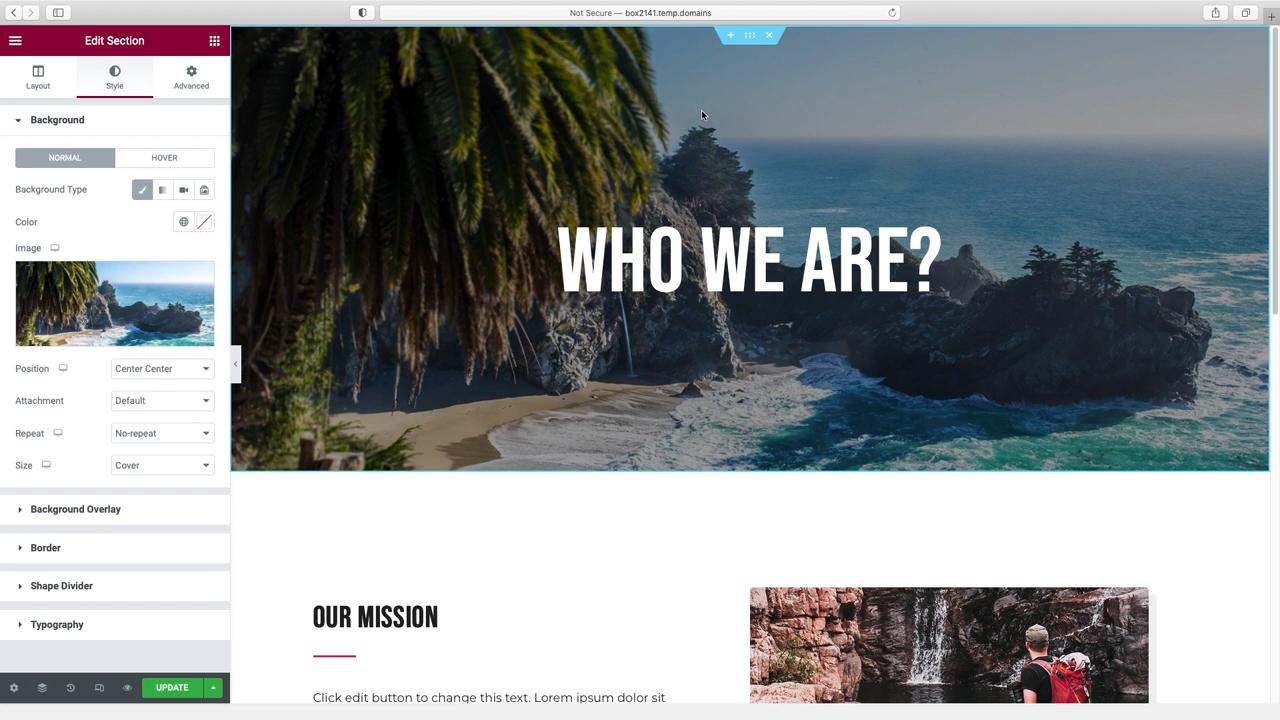 Not Secure — box2141.temp.domains
Edit Section
Layout
Style
Advanced
Background
NORMAL
HOVER
Background Type
Color
Image
Position
Center Center
Attachment
Default
Repeat
No-repeat
Size
Cover
Background Overlay
Border
Shape Divider
Typography
UPDATE
WHO WE ARE?
OUR MISSION
Click edit button to change this text. Lorem ipsum dolor sit